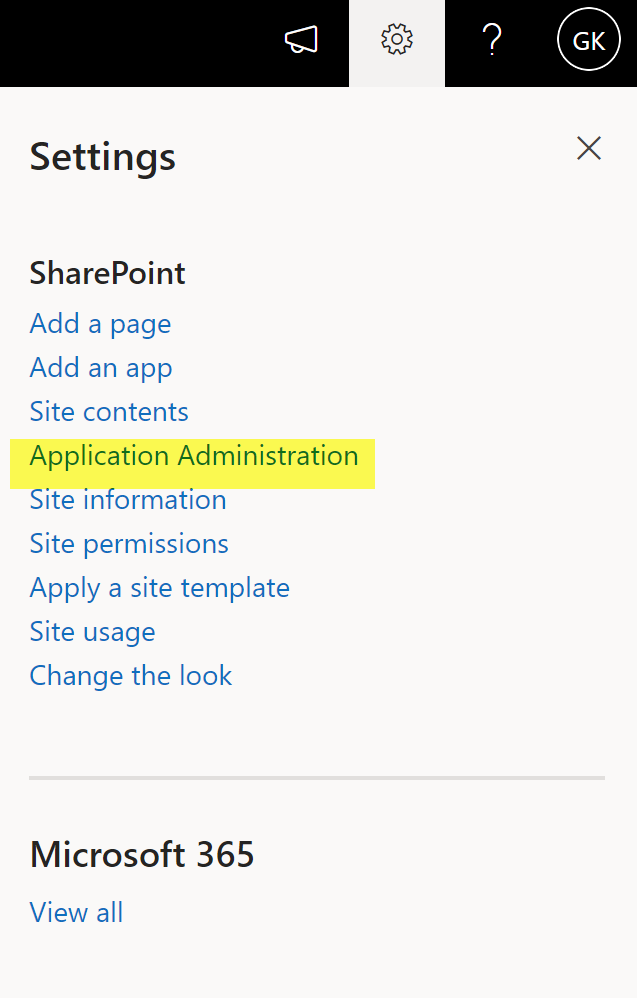 GK
Settings
SharePoint
Add a page
Add an app
Site contents
Application Administration
Site information
Site permissions
Apply a site template
Site usage
Change the look
Microsoft 365
View all